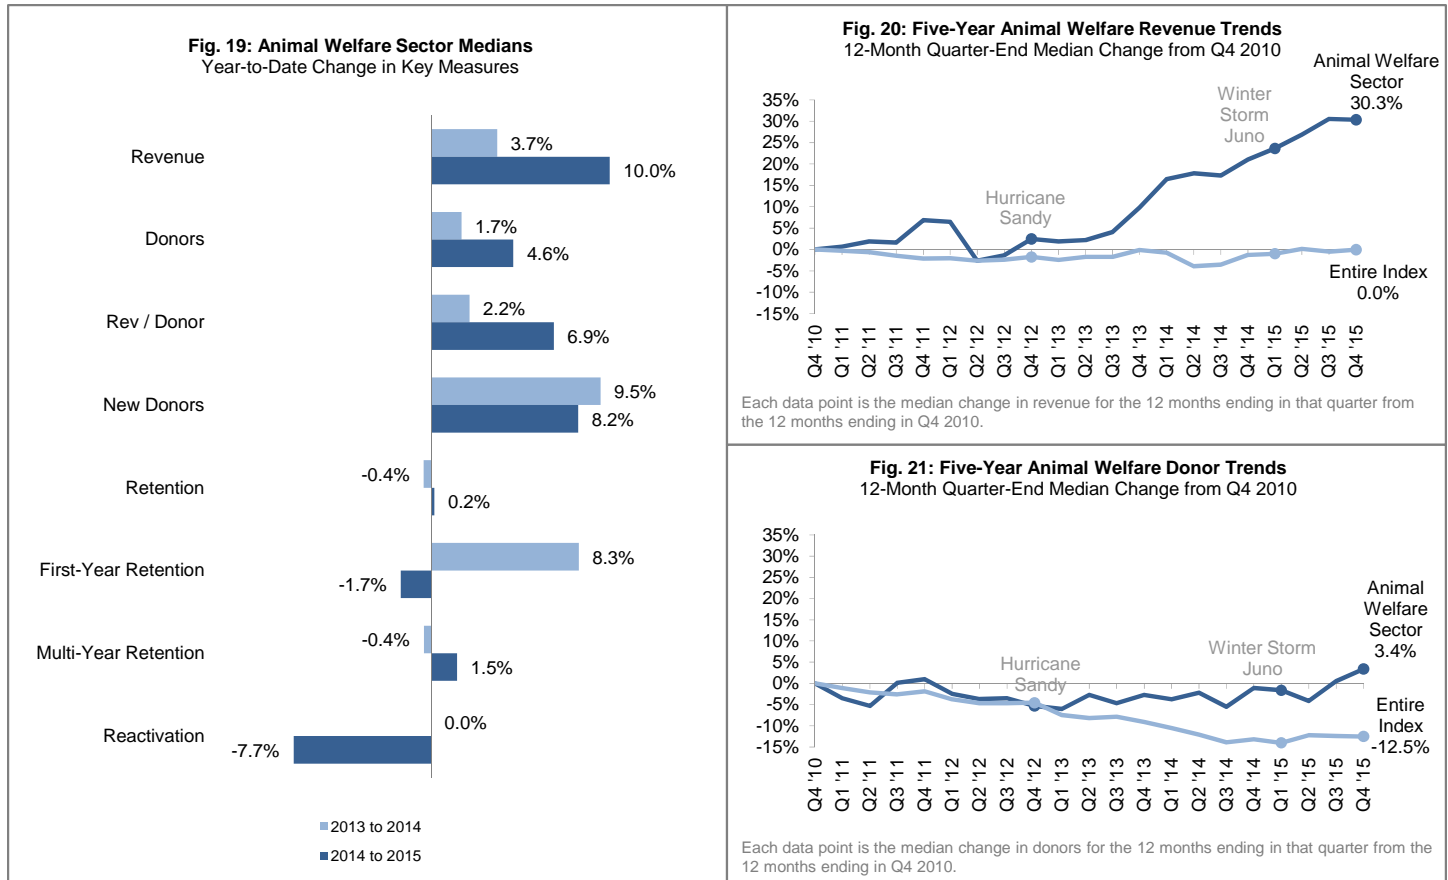 Fig. 19: Animal Welfare Sector Medians
Year-to-Date Change in Key Measures
Revenue
3.7%
10.0%
Donors
1.7%
4.6%
Rev / Donor
2.2%
6.9%
New Donors
9.5%
8.2%
Retention
-0.4%
0.2%
First-Year Retention
8.3%
-1.7%
Multi-Year Retention
-0.4%
1.5%
Reactivation
0.0%
-7.7%
2013 to 2014
2014 to 2015
Fig. 20: Five-Year Animal Welfare Revenue Trends
12-Month Quarter-End Median Change from Q4 2010
Animal Welfare
Sector
30.3%
Winter
Storm
Juno
Hurricane
Sandy
Entire Index
0.0%
35%
30%
25%
20%
15%
10%
5%
0%
-5%
-10%
-15%
Q4 '10
Q1 '11
Q2 '11
Q3 '11
Q4 '11
Q1 '12
Q2 '12
Q3 '12
Q4 '12
Q1 '13
Q2 '13
Q3 '13
Q4 '13
Q1 '14
Q2 '14
Q3 '14
Q4 '14
Q1 '15
Q2 '15
Q3 '15
Q4 '15
Each data point is the median change in revenue for the 12 months ending in that quarter from
the 12 months ending in Q4 2010.
Fig. 21: Five-Year Animal Welfare Donor Trends
12-Month Quarter-End Median Change from Q4 2010
35%
30%
25%
20%
15%
10%
5%
0%
-5%
-10%
-15%
Hurricane
Sandy
Winter Storm
Juno
Animal
Welfare
Sector
3.4%
Entire
Index
-12.5%
Q4 '10
Q1 '11
Q2 '11
Q3 '11
Q4 '11
Q1 '12
Q2 '12
Q3 '12
Q4 '12
Q1 '13
Q2 '13
Q3 '13
Q4 '13
Q1 '14
Q2 '14
Q3 '14
Q4 '14
Q1 '15
Q2 '15
Q3 '15
Q4 '15
Each data point is the median change in donors for the 12 months ending in that quarter from the
12 months ending in Q4 2010.